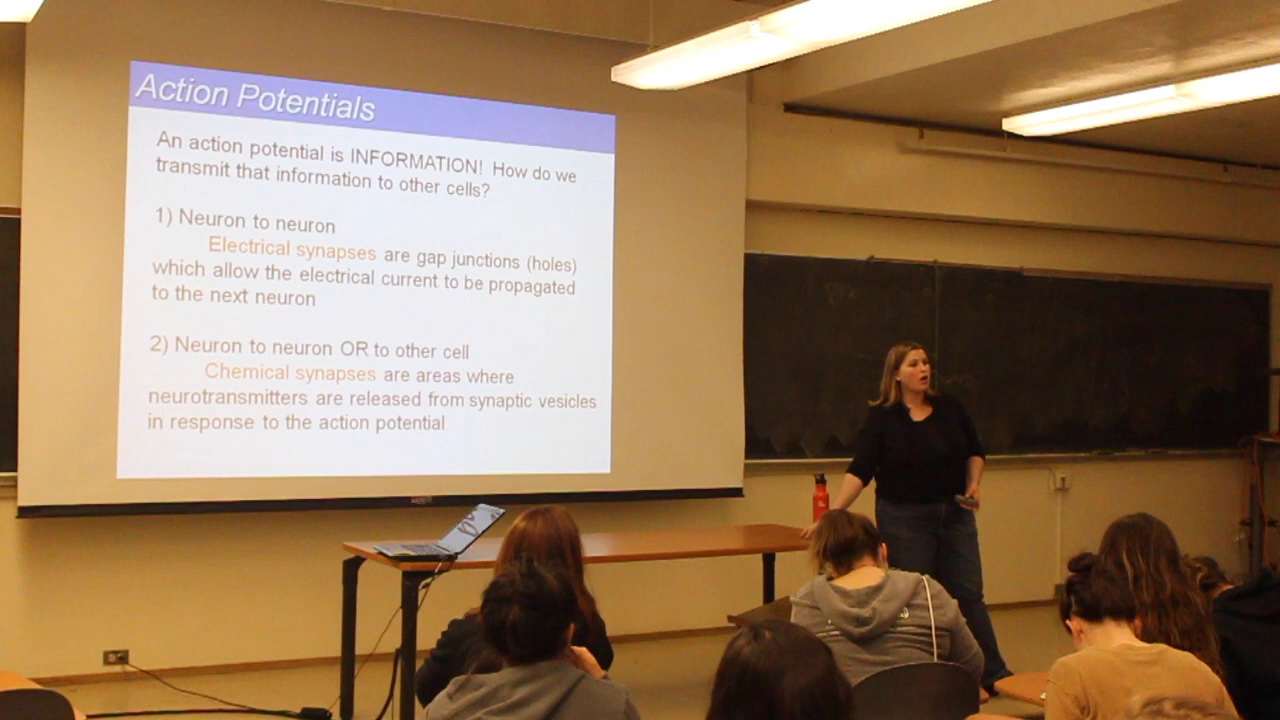 Action Potentials
An action potential is INFORMATION! How do we
transmit that information to other cells?
1) Neuron to neuron
Electrical synapses are gap junctions (holes)
which allow the electrical current to be propagated
to the next neuron
2) Neuron to neuron OR to other cell
Chemical synapses are areas where
neurotransmitters are released from synaptic vesicles
in response to the action potential